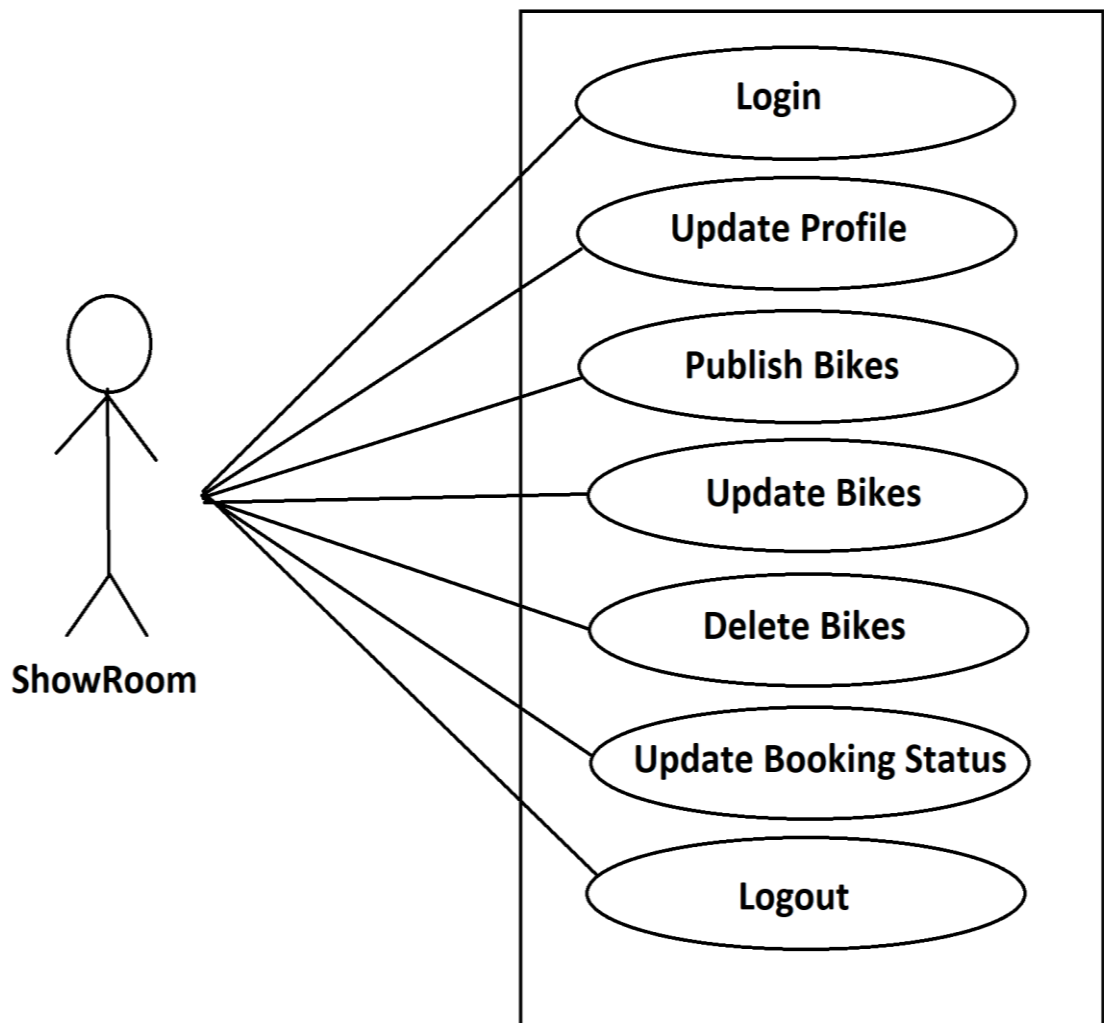 Login
Update Profile
Publish Bikes
Update Bikes
Delete Bikes
ShowRoom
Update Booking Status
Logout